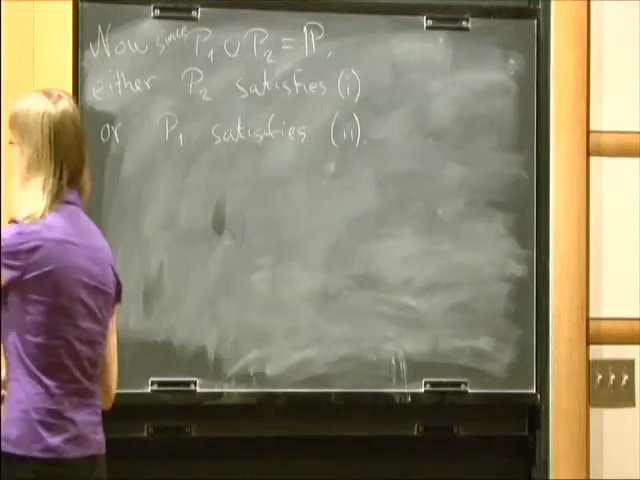 Now since P₁ ∪ P₂ = ℙ,
either P₂ satisfies (i)
or P₁ satisfies (ii).